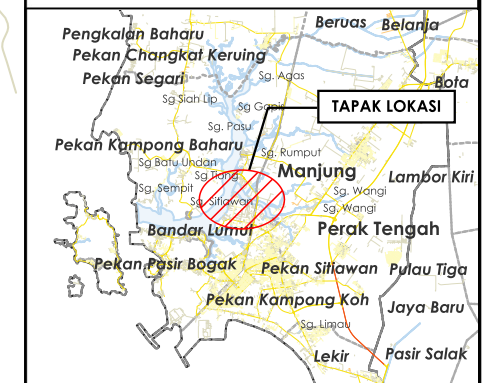 Beruas
Belanja
Pengkalan Baharu
Pekan Changkat Keruing
Pekan Segari
Sg. Agas
Bota
Sg Siah Lip
Sg Gapis
TAPAK LOKASI
Sg. Pasu
Pekan Kampong Baharu
Sg. Rumput
Sg Batu Undan
Sg Tiong
Manjung
Lambor Kiri
Sg. Sempit
Sg. Wangi
Sg. Sitiawan
Sg. Wangi
Bandar Lumut
Perak Tengah
Pekan Pasir Bogak
Pekan Sitiawan
Pulau Tiga
Pekan Kampong Koh
Jaya Baru
Sg. Limau
Lekir
Pasir Salak